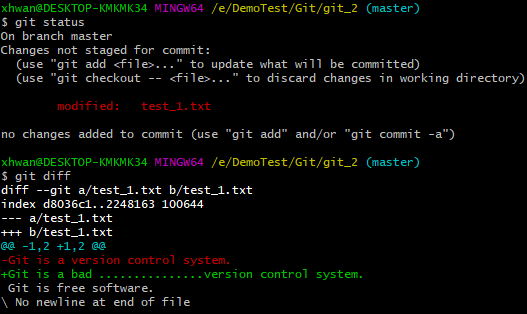 xhwan@DESKTOP-KMKMK34 MINGW64 /e/DemoTest/Git/git_2 (master)
$ git status
On branch master
Changes not staged for commit:
  (use "git add <file>..." to update what will be committed)
  (use "git checkout -- <file>..." to discard changes in working directory)
        modified:   test_1.txt
no changes added to commit (use "git add" and/or "git commit -a")
xhwan@DESKTOP-KMKMK34 MINGW64 /e/DemoTest/Git/git_2 (master)
$ git diff
diff --git a/test_1.txt b/test_1.txt
index d8036c1..2248163 100644
--- a/test_1.txt
+++ b/test_1.txt
@@ -1,2 +1,2 @@
-Git is a version control system.
+Git is a bad ...............version control system.
 Git is free software.
\ No newline at end of file